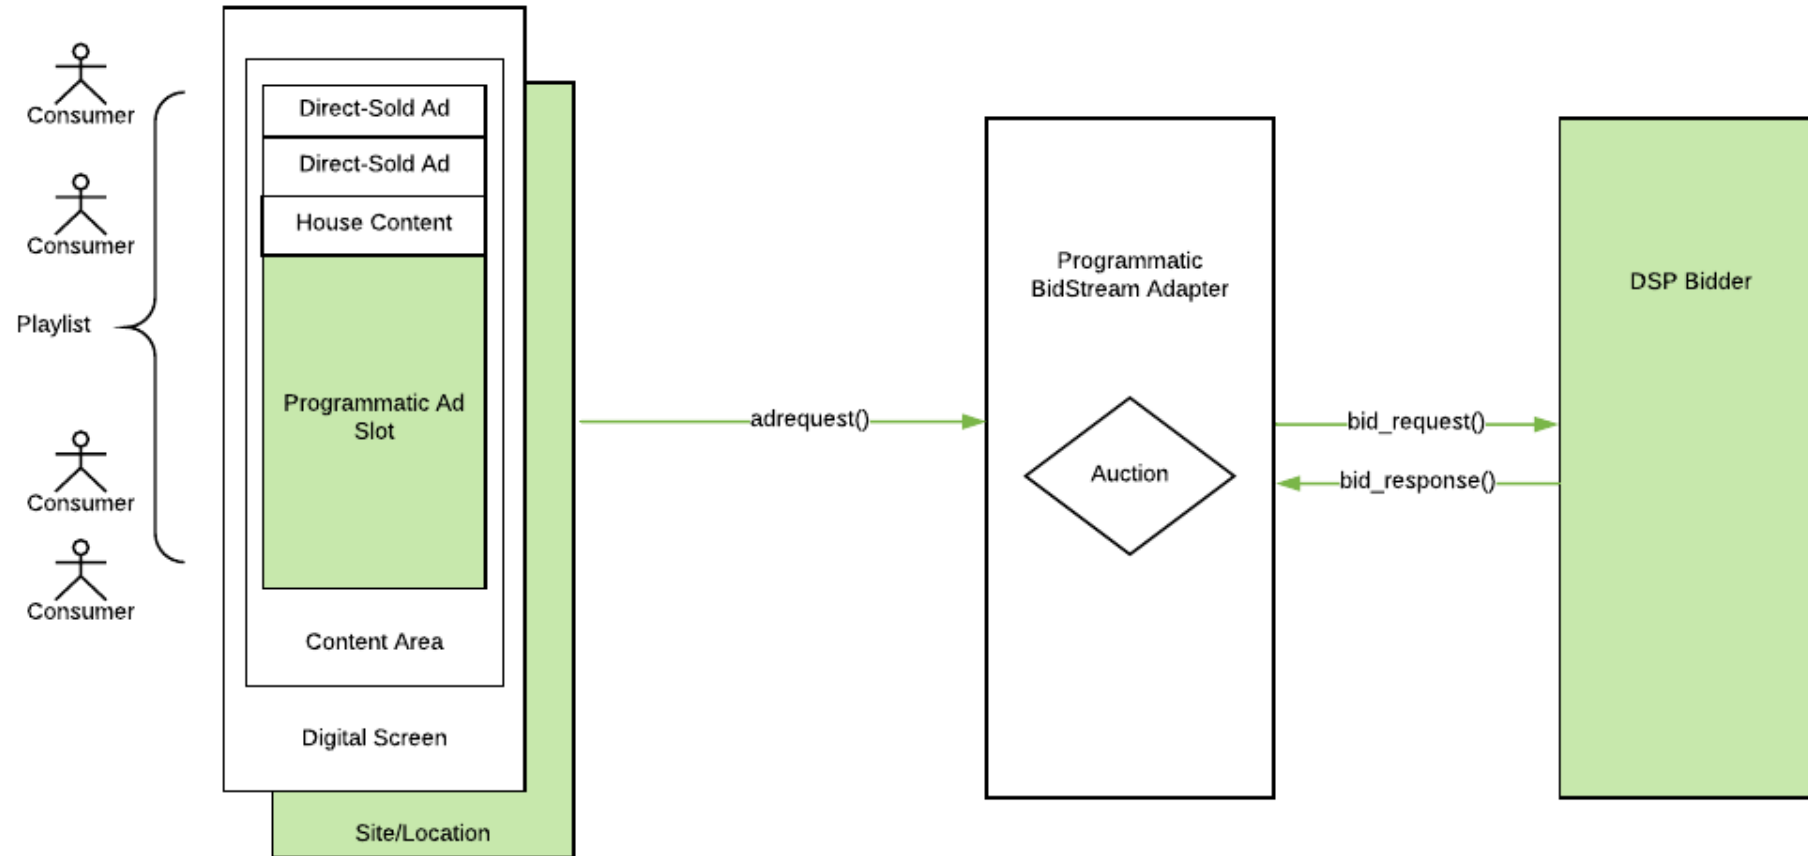 Consumer
Consumer
Playlist
Consumer
Consumer
Direct-Sold Ad
Direct-Sold Ad
House Content
Programmatic Ad
Slot
Content Area
Digital Screen
Site/Location
adrequest()
Programmatic
BidStream Adapter
Auction
bid_request()
bid_response()
DSP Bidder